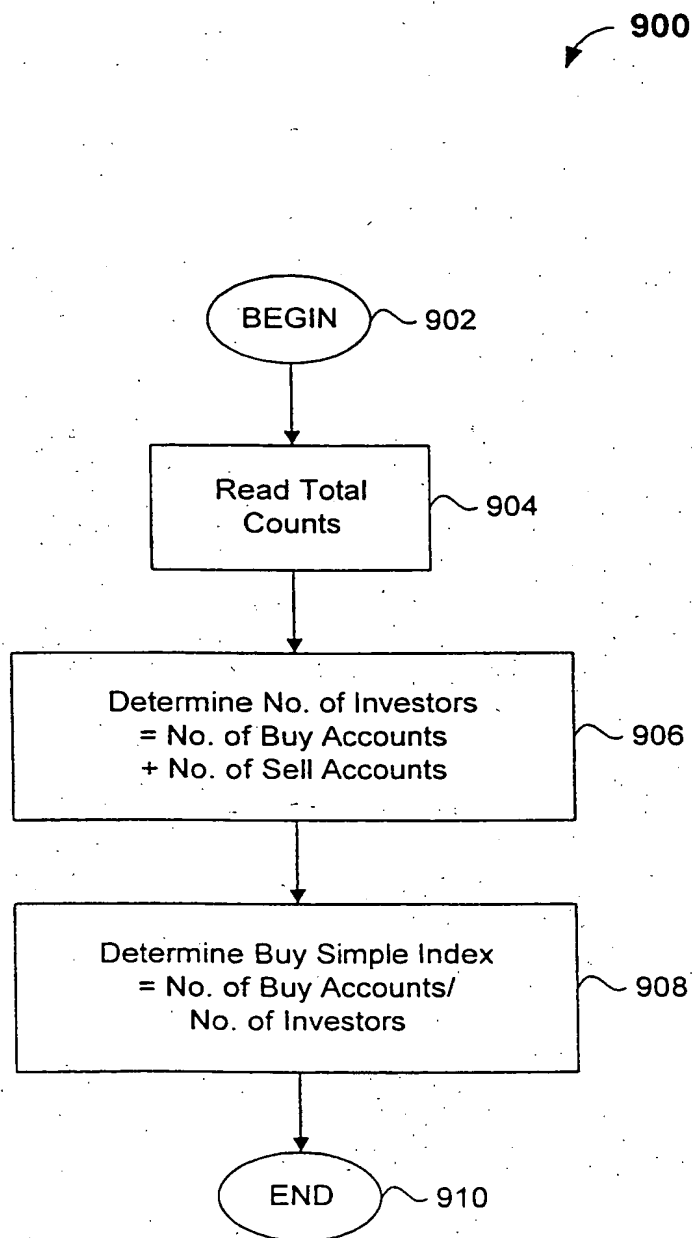 900
BEGIN
902
Read Total
Counts
904
Determine No. of Investors
= No. of Buy Accounts
+ No. of Sell Accounts
906
Determine Buy Simple Index
= No. of Buy Accounts/
No. of Investors
908
END
910